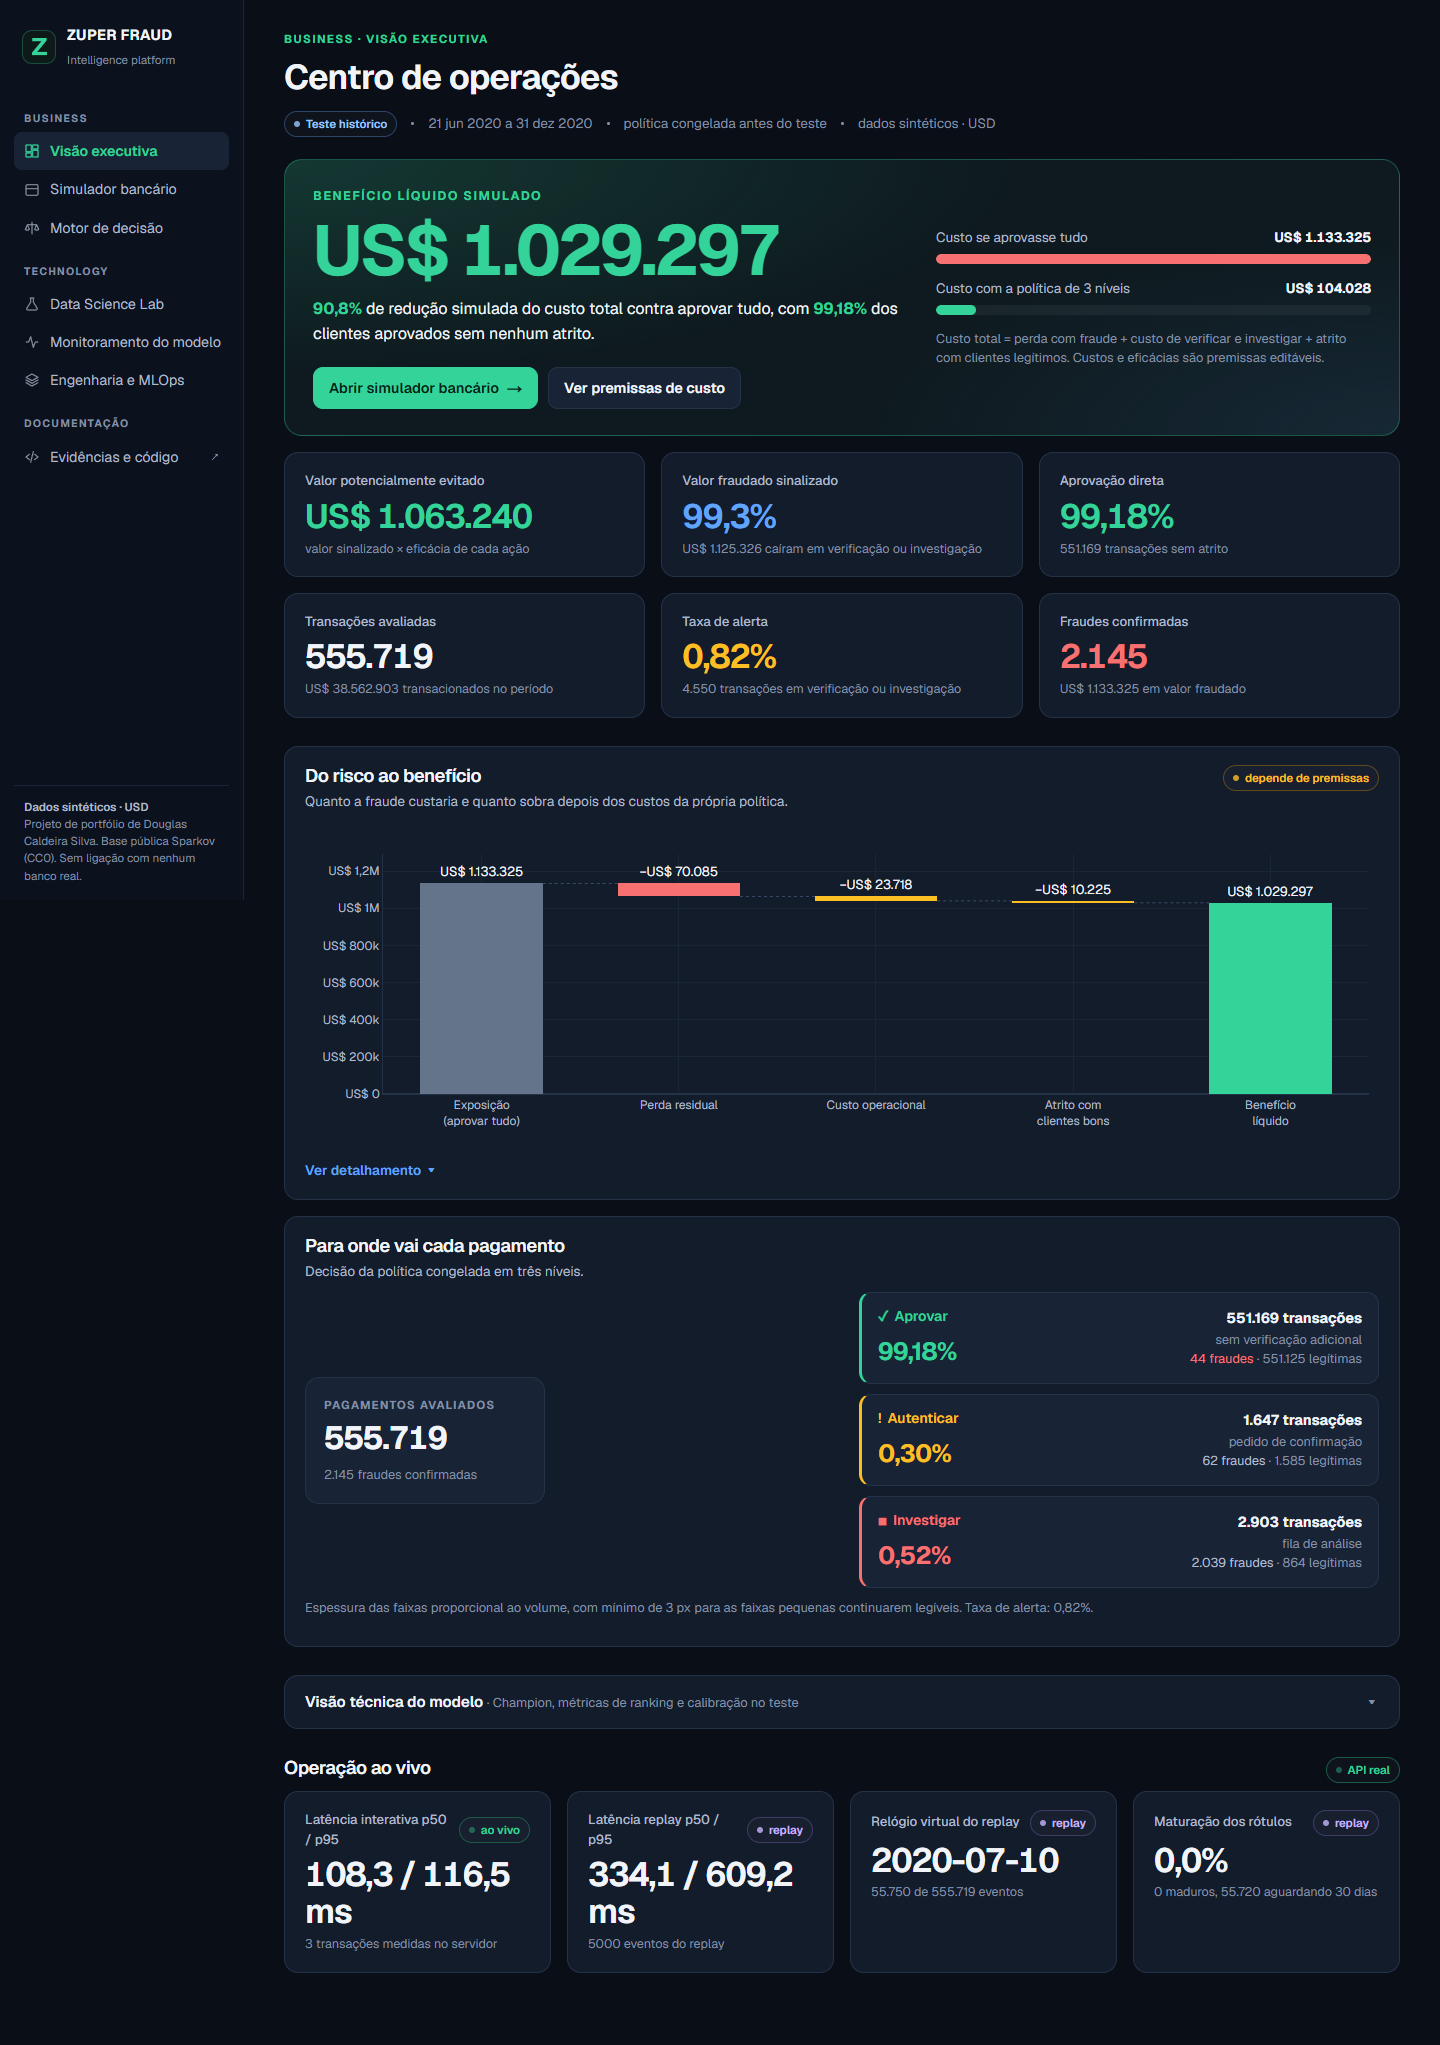 Z
ZUPER FRAUD
Intelligence platform
BUSINESS
Visão executiva
Simulador bancário
Motor de decisão
TECHNOLOGY
Data Science Lab
Monitoramento do modelo
Engenharia e MLOps
DOCUMENTAÇÃO
Evidências e código ↗
Dados sintéticos · USD
Projeto de portfólio de Douglas
Caldeira Silva. Base pública Sparkov
(CC0). Sem ligação com nenhum
banco real.
BUSINESS · VISÃO EXECUTIVA
Centro de operações
Teste histórico • 21 jun 2020 a 31 dez 2020 • política congelada antes do teste • dados sintéticos · USD
BENEFÍCIO LÍQUIDO SIMULADO
US$ 1.029.297
90,8% de redução simulada do custo total contra aprovar tudo, com 99,18% dos
clientes aprovados sem nenhum atrito.
Abrir simulador bancário →
Ver premissas de custo
Custo se aprovasse tudo US$ 1.133.325
Custo com a política de 3 níveis US$ 104.028
Custo total = perda com fraude + custo de verificar e investigar + atrito
com clientes legítimos. Custos e eficácias são premissas editáveis.
Valor potencialmente evitado
US$ 1.063.240
valor sinalizado × eficácia de cada ação
Valor fraudado sinalizado
99,3%
US$ 1.125.326 caíram em verificação ou investigação
Aprovação direta
99,18%
551.169 transações sem atrito
Transações avaliadas
555.719
US$ 38.562.903 transacionados no período
Taxa de alerta
0,82%
4.550 transações em verificação ou investigação
Fraudes confirmadas
2.145
US$ 1.133.325 em valor fraudado
Do risco ao benefício
depende de premissas
Quanto a fraude custaria e quanto sobra depois dos custos da própria política.
US$ 1,2M
US$ 1M
US$ 800k
US$ 600k
US$ 400k
US$ 200k
US$ 0
US$ 1.133.325
−US$ 70.085
−US$ 23.718
−US$ 10.225
US$ 1.029.297
Exposição
(aprovar tudo)
Perda residual
Custo operacional
Atrito com
clientes bons
Benefício
líquido
Ver detalhamento ▾
Para onde vai cada pagamento
Decisão da política congelada em três níveis.
PAGAMENTOS AVALIADOS
555.719
2.145 fraudes confirmadas
✓ Aprovar
99,18%
551.169 transações
sem verificação adicional
44 fraudes · 551.125 legítimas
! Autenticar
0,30%
1.647 transações
pedido de confirmação
62 fraudes · 1.585 legítimas
■ Investigar
0,52%
2.903 transações
fila de análise
2.039 fraudes · 864 legítimas
Espessura das faixas proporcional ao volume, com mínimo de 3 px para as faixas pequenas continuarem legíveis. Taxa de alerta: 0,82%.
Visão técnica do modelo · Champion, métricas de ranking e calibração no teste ▾
Operação ao vivo
API real
Latência interativa p50
/ p95
ao vivo
108,3 / 116,5
ms
3 transações medidas no servidor
Latência replay p50 /
p95
replay
334,1 / 609,2
ms
5000 eventos do replay
Relógio virtual do replay
replay
2020-07-10
55.750 de 555.719 eventos
Maturação dos rótulos
replay
0,0%
0 maduros, 55.720 aguardando 30 dias